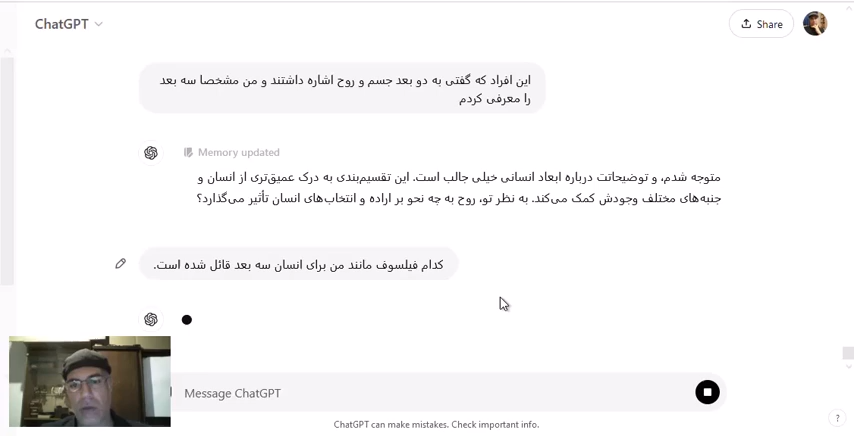 ChatGPT
Share
این افراد که گفتی به دو بعد جسم و روح اشاره داشتند و من مشخصا سه بعد
را معرفی کردم
Memory updated
متوجه شدم، و توضیحاتت درباره ابعاد انسانی خیلی جالب است. این تقسیم‌بندی به درک عمیق‌تری از انسان و
جنبه‌های مختلف وجودش کمک می‌کند. به نظر تو، روح به چه نحو بر اراده و انتخاب‌های انسان تأثیر می‌گذارد؟
کدام فیلسوف مانند من برای انسان سه بعد قائل شده است.
Message ChatGPT
ChatGPT can make mistakes. Check important info.
?